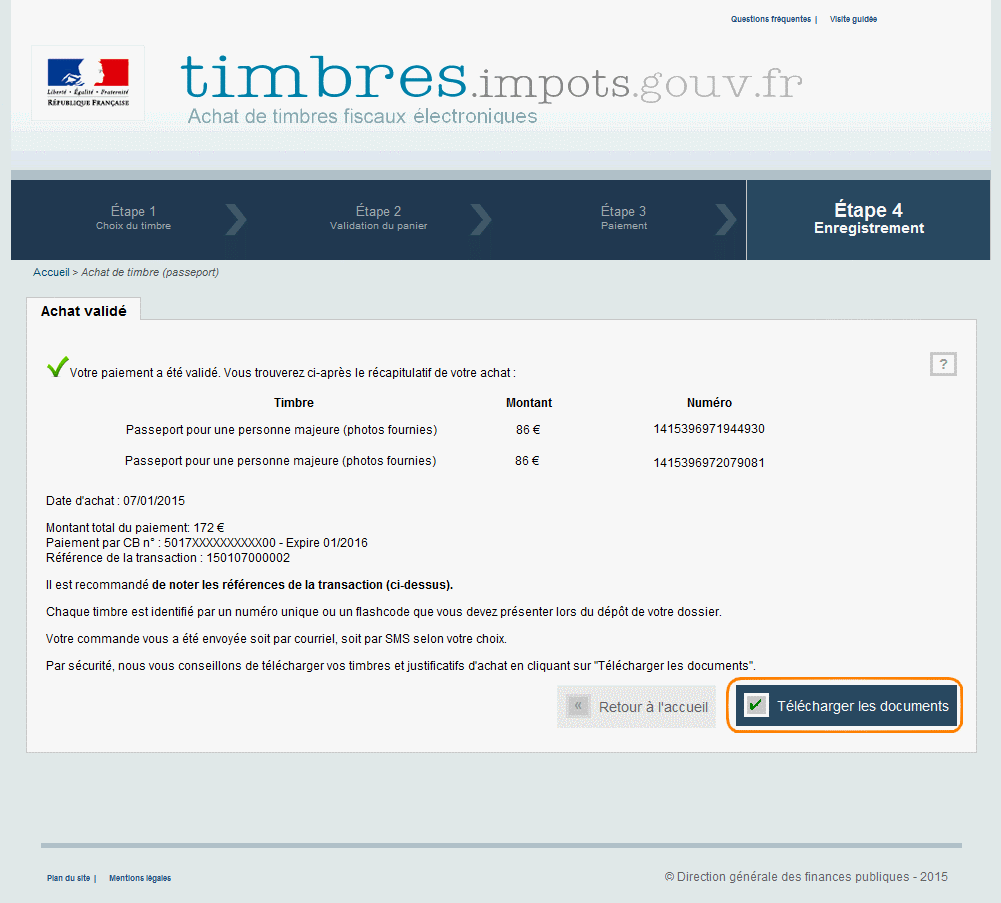 Questions fréquentes | Visite guidée
Liberté • Égalité • Fraternité
RÉPUBLIQUE FRANÇAISE
timbres.impots.gouv.fr
Achat de timbres fiscaux électroniques
Étape 1
Choix du timbre
Étape 2
Validation du panier
Étape 3
Paiement
Étape 4
Enregistrement
Accueil > Achat de timbre (passeport)
Achat validé
Votre paiement a été validé. Vous trouverez ci-après le récapitulatif de votre achat :
?
Timbre Montant Numéro
Passeport pour une personne majeure (photos fournies) 86 € 1415396971944930
Passeport pour une personne majeure (photos fournies) 86 € 1415396972079081
Date d'achat : 07/01/2015
Montant total du paiement: 172 €
Paiement par CB n° : 5017XXXXXXXXXX00 - Expire 01/2016
Référence de la transaction : 150107000002
Il est recommandé de noter les références de la transaction (ci-dessus).
Chaque timbre est identifié par un numéro unique ou un flashcode que vous devez présenter lors du dépôt de votre dossier.
Votre commande vous a été envoyée soit par courriel, soit par SMS selon votre choix.
Par sécurité, nous vous conseillons de télécharger vos timbres et justificatifs d'achat en cliquant sur "Télécharger les documents".
« Retour à l'accueil
Télécharger les documents
Plan du site | Mentions légales
© Direction générale des finances publiques - 2015